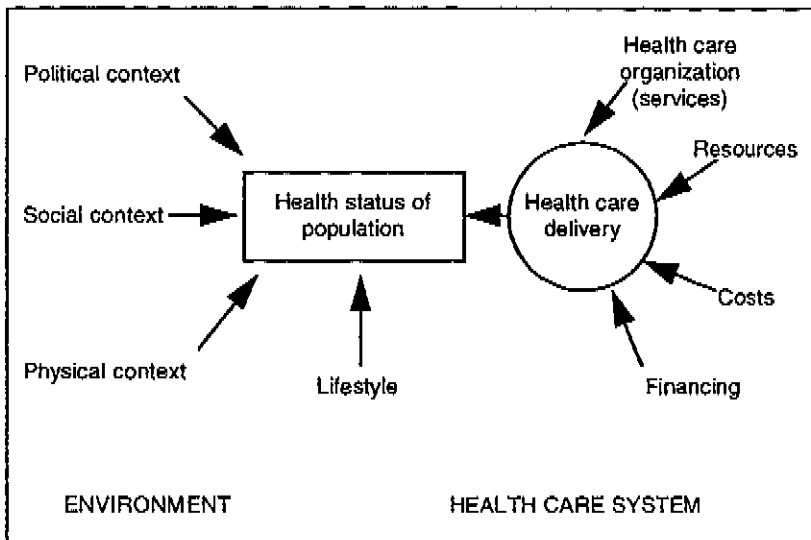 Political context
Social context
Physical context
Health status of
population
Lifestyle
Health care
organization
(services)
Resources
Health care
delivery
Costs
Financing
ENVIRONMENT
HEALTH CARE SYSTEM